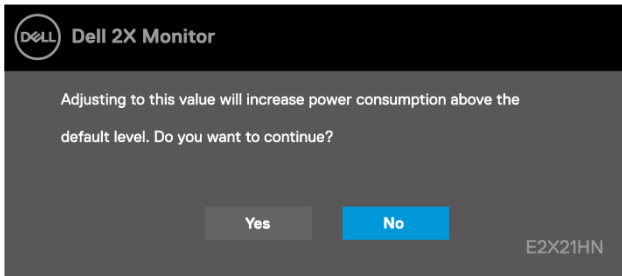 DELL Dell 2X Monitor
Adjusting to this value will increase power consumption above the
default level. Do you want to continue?
Yes No
E2X21HN